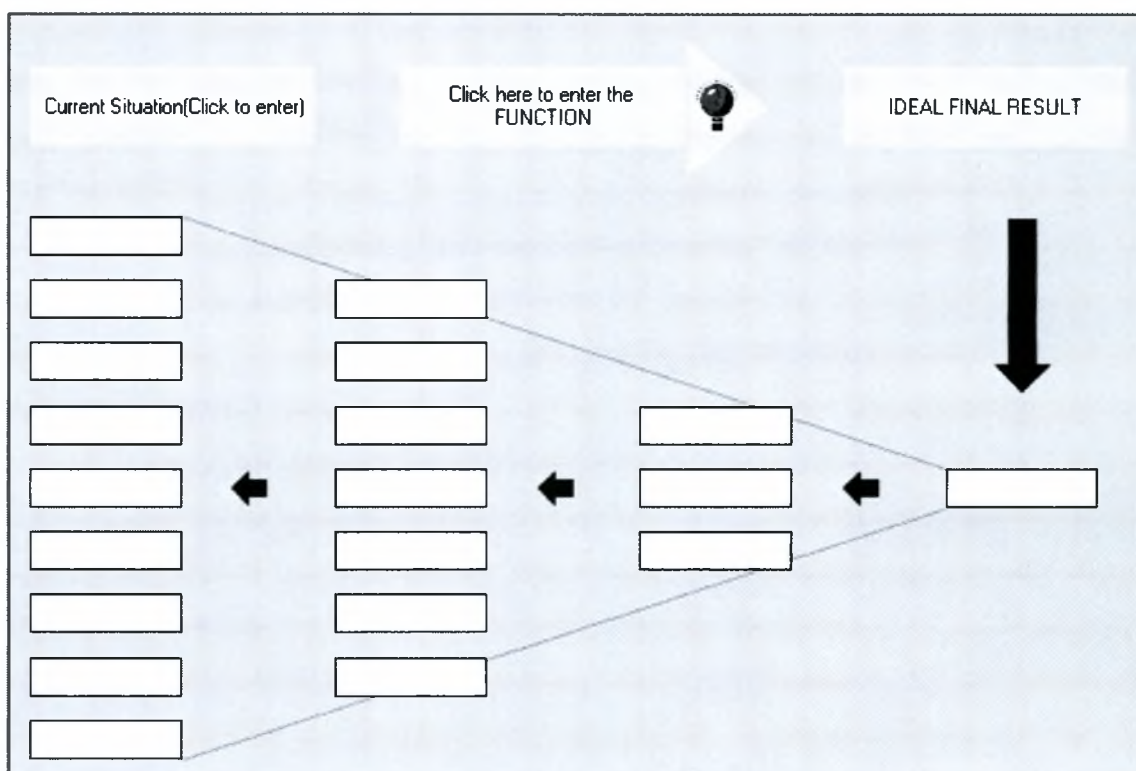 Current Situation(Click to enter)
Click here to enter the
FUNCTION
IDEAL FINAL RESULT